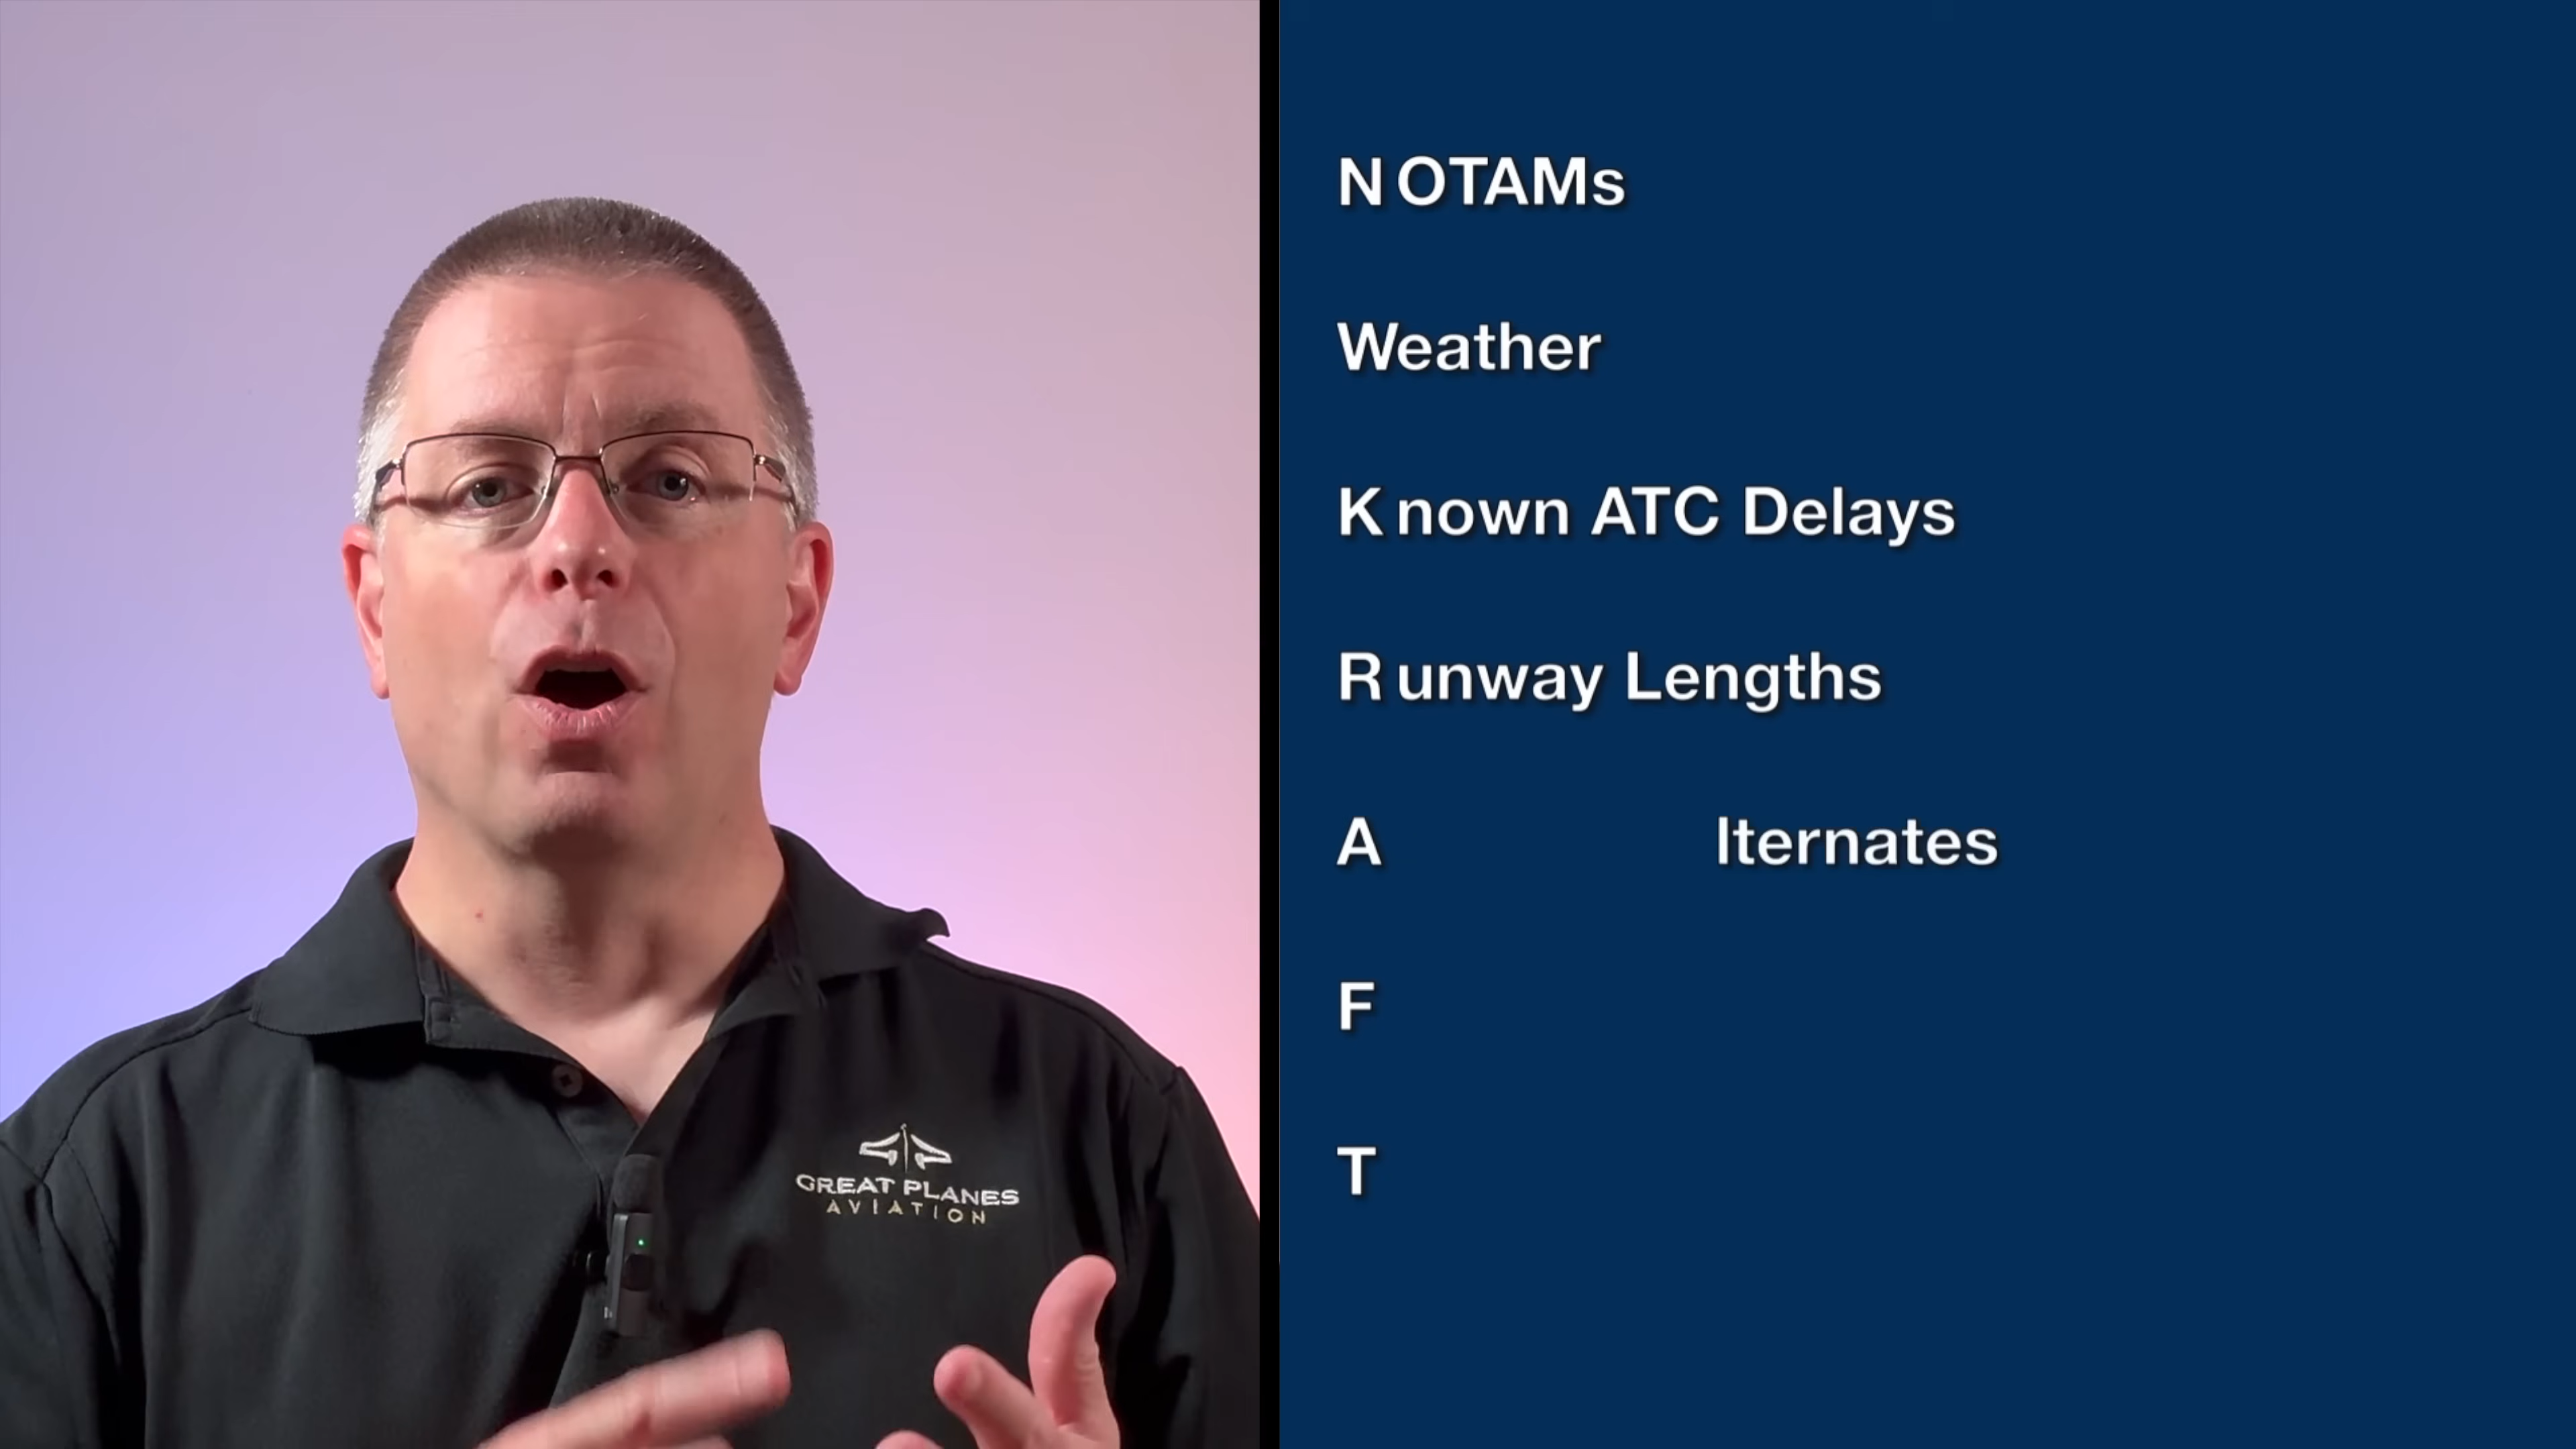 NOTAMs
Weather
Known ATC Delays
Runway Lengths
A lternates
F
T
GREAT PLANES
AVIATION